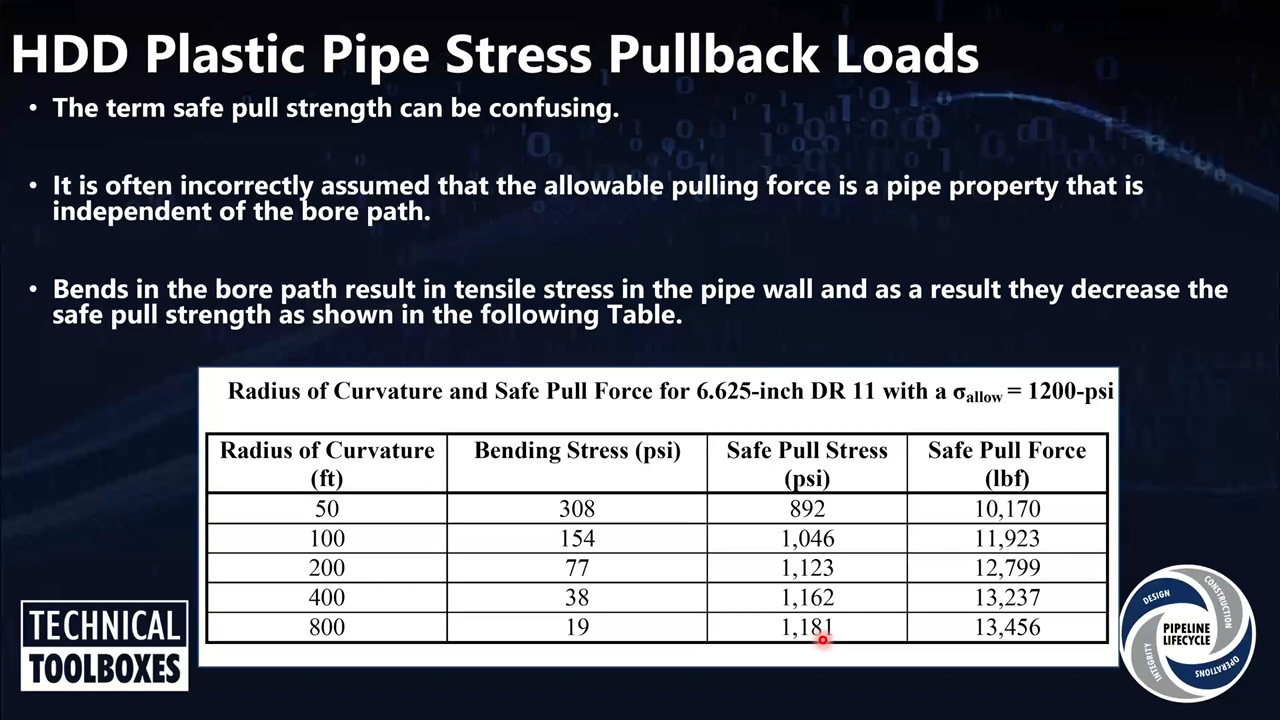 HDD Plastic Pipe Stress Pullback Loads
• The term safe pull strength can be confusing.
• It is often incorrectly assumed that the allowable pulling force is a pipe property that is
independent of the bore path.
• Bends in the bore path result in tensile stress in the pipe wall and as a result they decrease the
safe pull strength as shown in the following Table.
Radius of Curvature and Safe Pull Force for 6.625-inch DR 11 with a σallow = 1200-psi
Radius of Curvature (ft) Bending Stress (psi) Safe Pull Stress (psi) Safe Pull Force (lbf)
50 308 892 10,170
100 154 1,046 11,923
200 77 1,123 12,799
400 38 1,162 13,237
800 19 1,181 13,456
TECHNICAL
TOOLBOXES
DESIGN
CONSTRUCTION
PIPELINE
LIFECYCLE
INTEGRITY
OPERATIONS